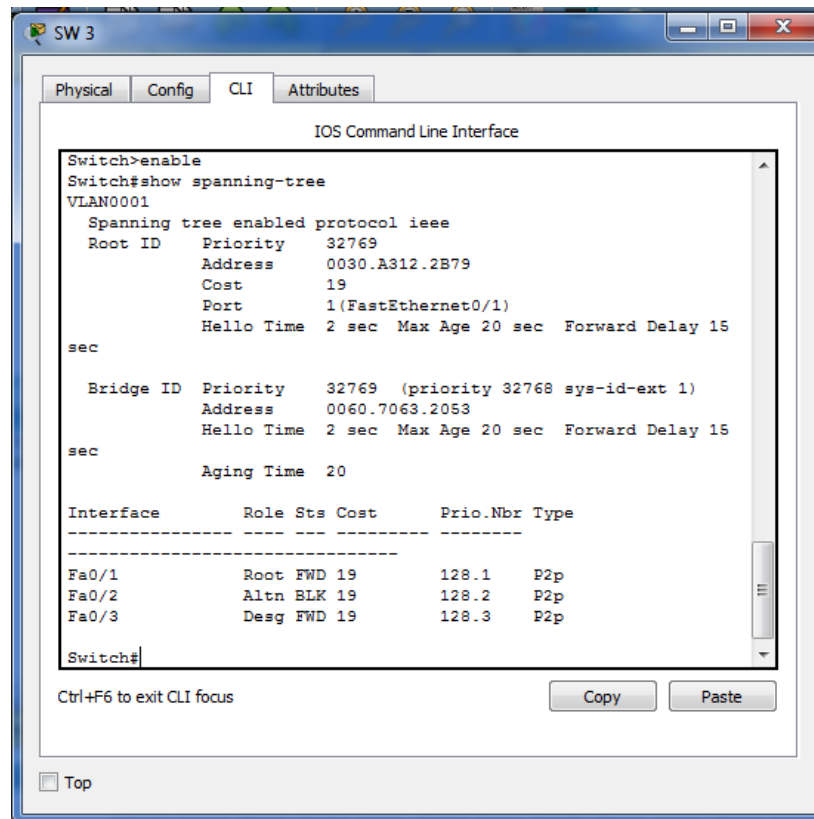 SW 3
Physical Config CLI Attributes
IOS Command Line Interface
Switch>enable
Switch#show spanning-tree
VLAN0001
  Spanning tree enabled protocol ieee
  Root ID    Priority    32769
             Address     0030.A312.2B79
             Cost        19
             Port        1(FastEthernet0/1)
             Hello Time  2 sec  Max Age 20 sec  Forward Delay 15
sec
  Bridge ID  Priority    32769  (priority 32768 sys-id-ext 1)
             Address     0060.7063.2053
             Hello Time  2 sec  Max Age 20 sec  Forward Delay 15
sec
             Aging Time  20
Interface        Role Sts Cost      Prio.Nbr Type
---------------- ---- --- --------- --------
--------------------------------
Fa0/1            Root FWD 19        128.1    P2p
Fa0/2            Altn BLK 19        128.2    P2p
Fa0/3            Desg FWD 19        128.3    P2p
Switch#
Ctrl+F6 to exit CLI focus Copy Paste
Top